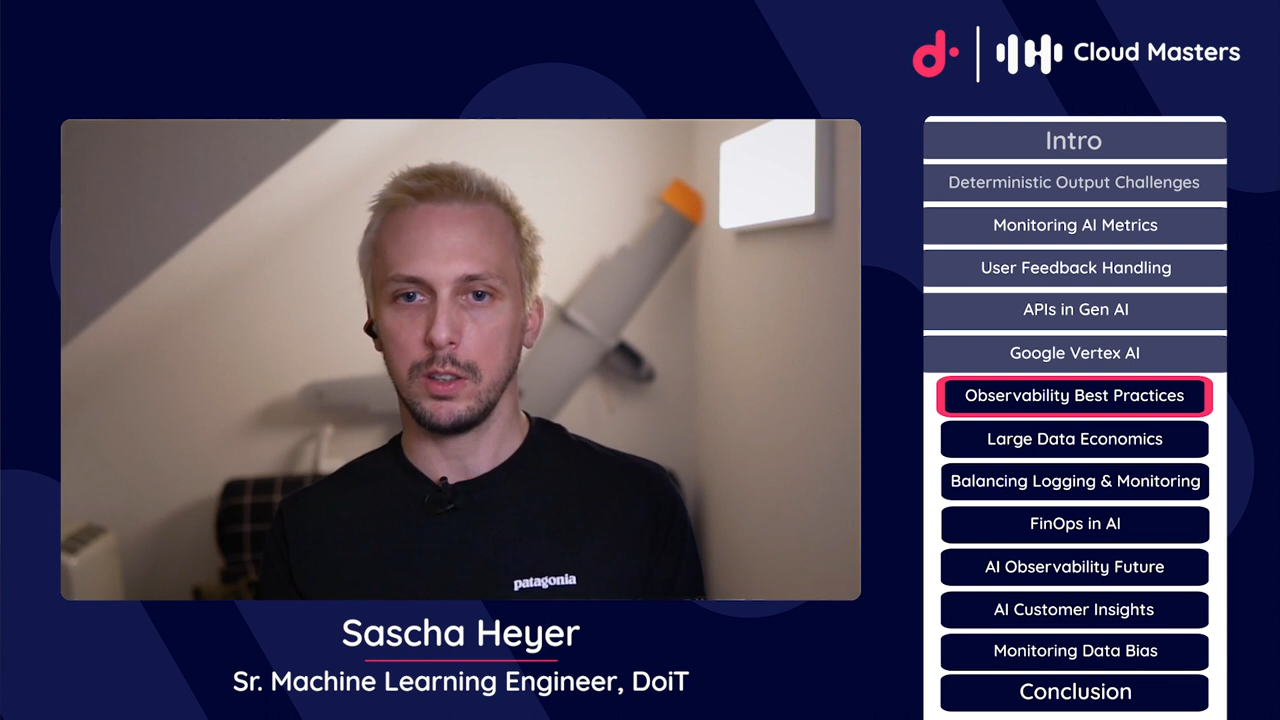 Cloud Masters
Intro
Deterministic Output Challenges
Monitoring AI Metrics
User Feedback Handling
APIs in Gen AI
Google Vertex AI
Observability Best Practices
Large Data Economics
Balancing Logging & Monitoring
FinOps in AI
AI Observability Future
AI Customer Insights
Monitoring Data Bias
Conclusion
patagonia
Sascha Heyer
Sr. Machine Learning Engineer, DoiT